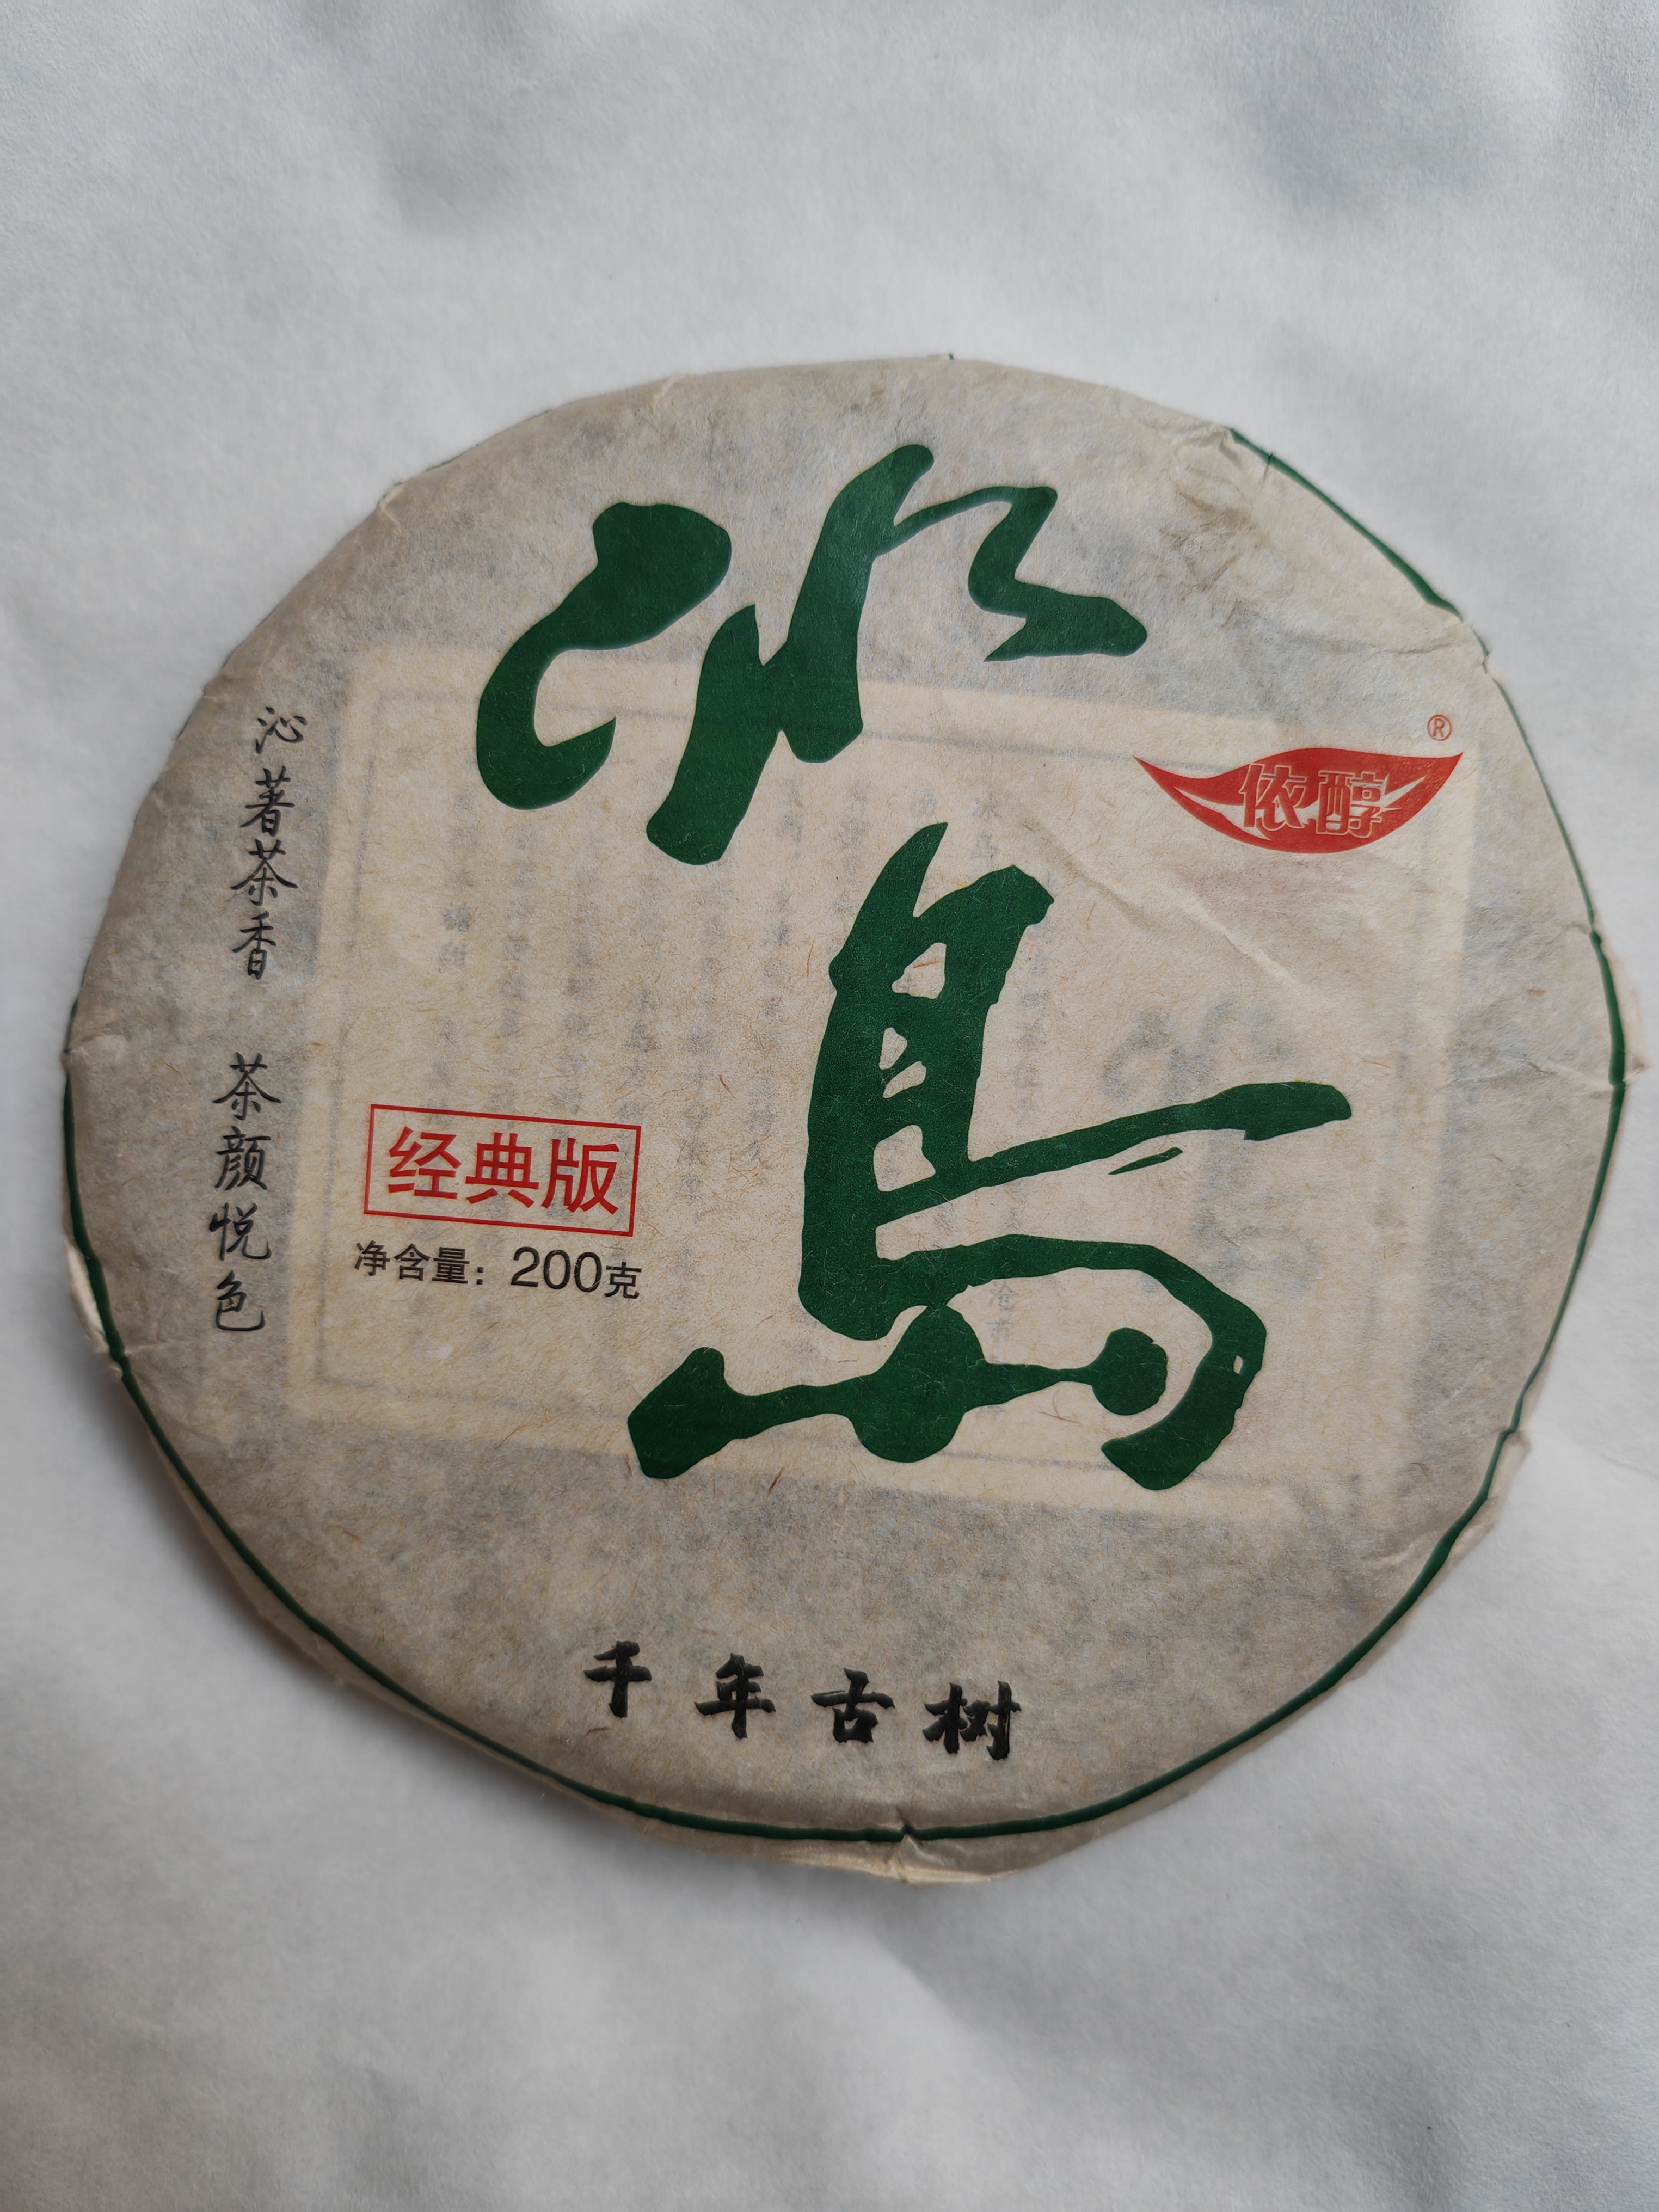 冰島
®
依醇
沁著茶香 茶颜悦色
经典版
净含量：200克
千年古树